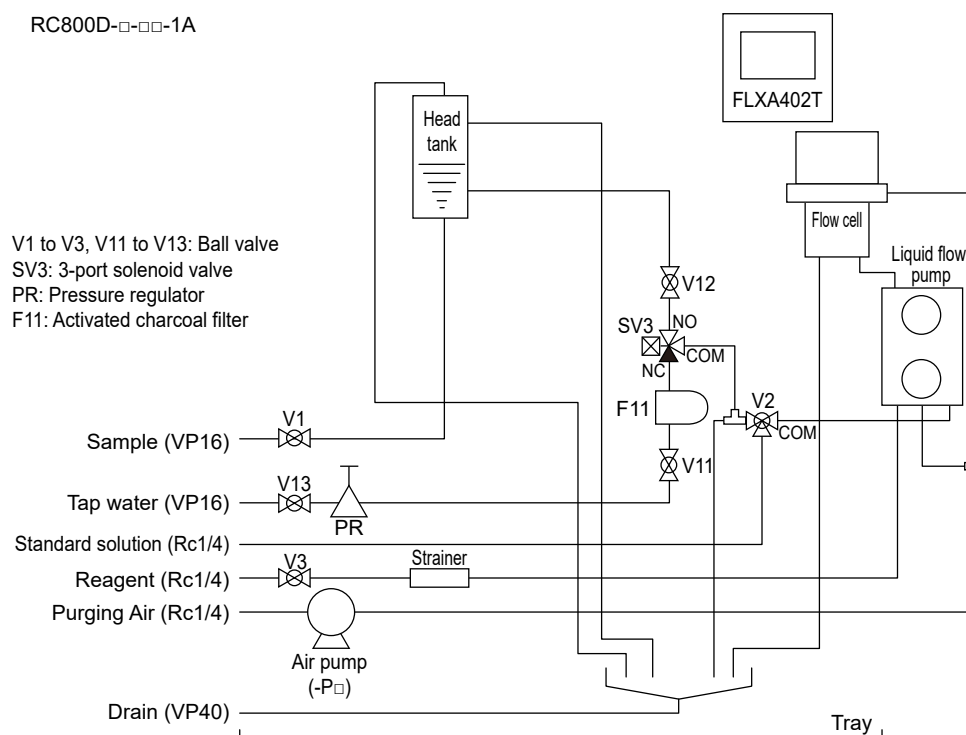 RC800D-□-□□-1A
FLXA402T
Head
tank
Flow cell
Liquid flow
pump
V1 to V3, V11 to V13: Ball valve
SV3: 3-port solenoid valve
PR: Pressure regulator
F11: Activated charcoal filter
V12
SV3
NO
COM
NC
F11
V2
COM
V1
Sample (VP16)
V11
V13
Tap water (VP16)
PR
Standard solution (Rc1/4)
V3
Strainer
Reagent (Rc1/4)
Purging Air (Rc1/4)
Air pump
(-P□)
Drain (VP40)
Tray